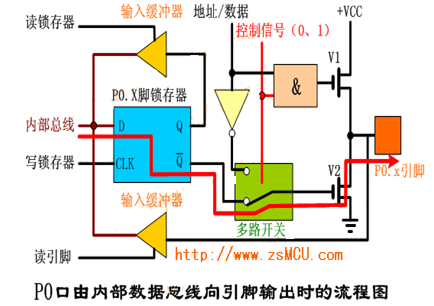 读锁存器
输入缓冲器
地址/数据
+VCC
控制信号（0、1）
P0.X脚锁存器
V1
&
内部总线
D
Q
写锁存器
CLK
Q
V2
P0.x引脚
输入缓冲器
多路开关
读引脚
http://www.zsMCU.com
P0口由内部数据总线向引脚输出时的流程图